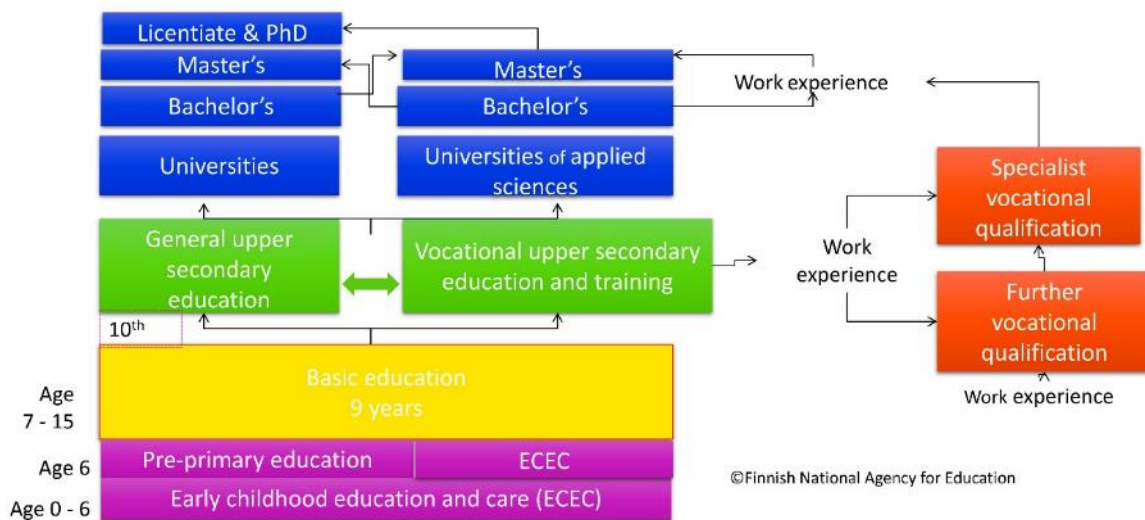 Licentiate & PhD
Master's
Master's
Work experience
Bachelor's
Bachelor's
Universities
Universities of applied
sciences
Specialist
vocational
qualification
General upper
secondary
education
Vocational upper secondary
education and training
Work
experience
Further
vocational
qualification
10th
Basic education
9 years
Age
7 - 15
Work experience
Pre-primary education
ECEC
Age 6
©Finnish National Agency for Education
Early childhood education and care (ECEC)
Age 0 - 6